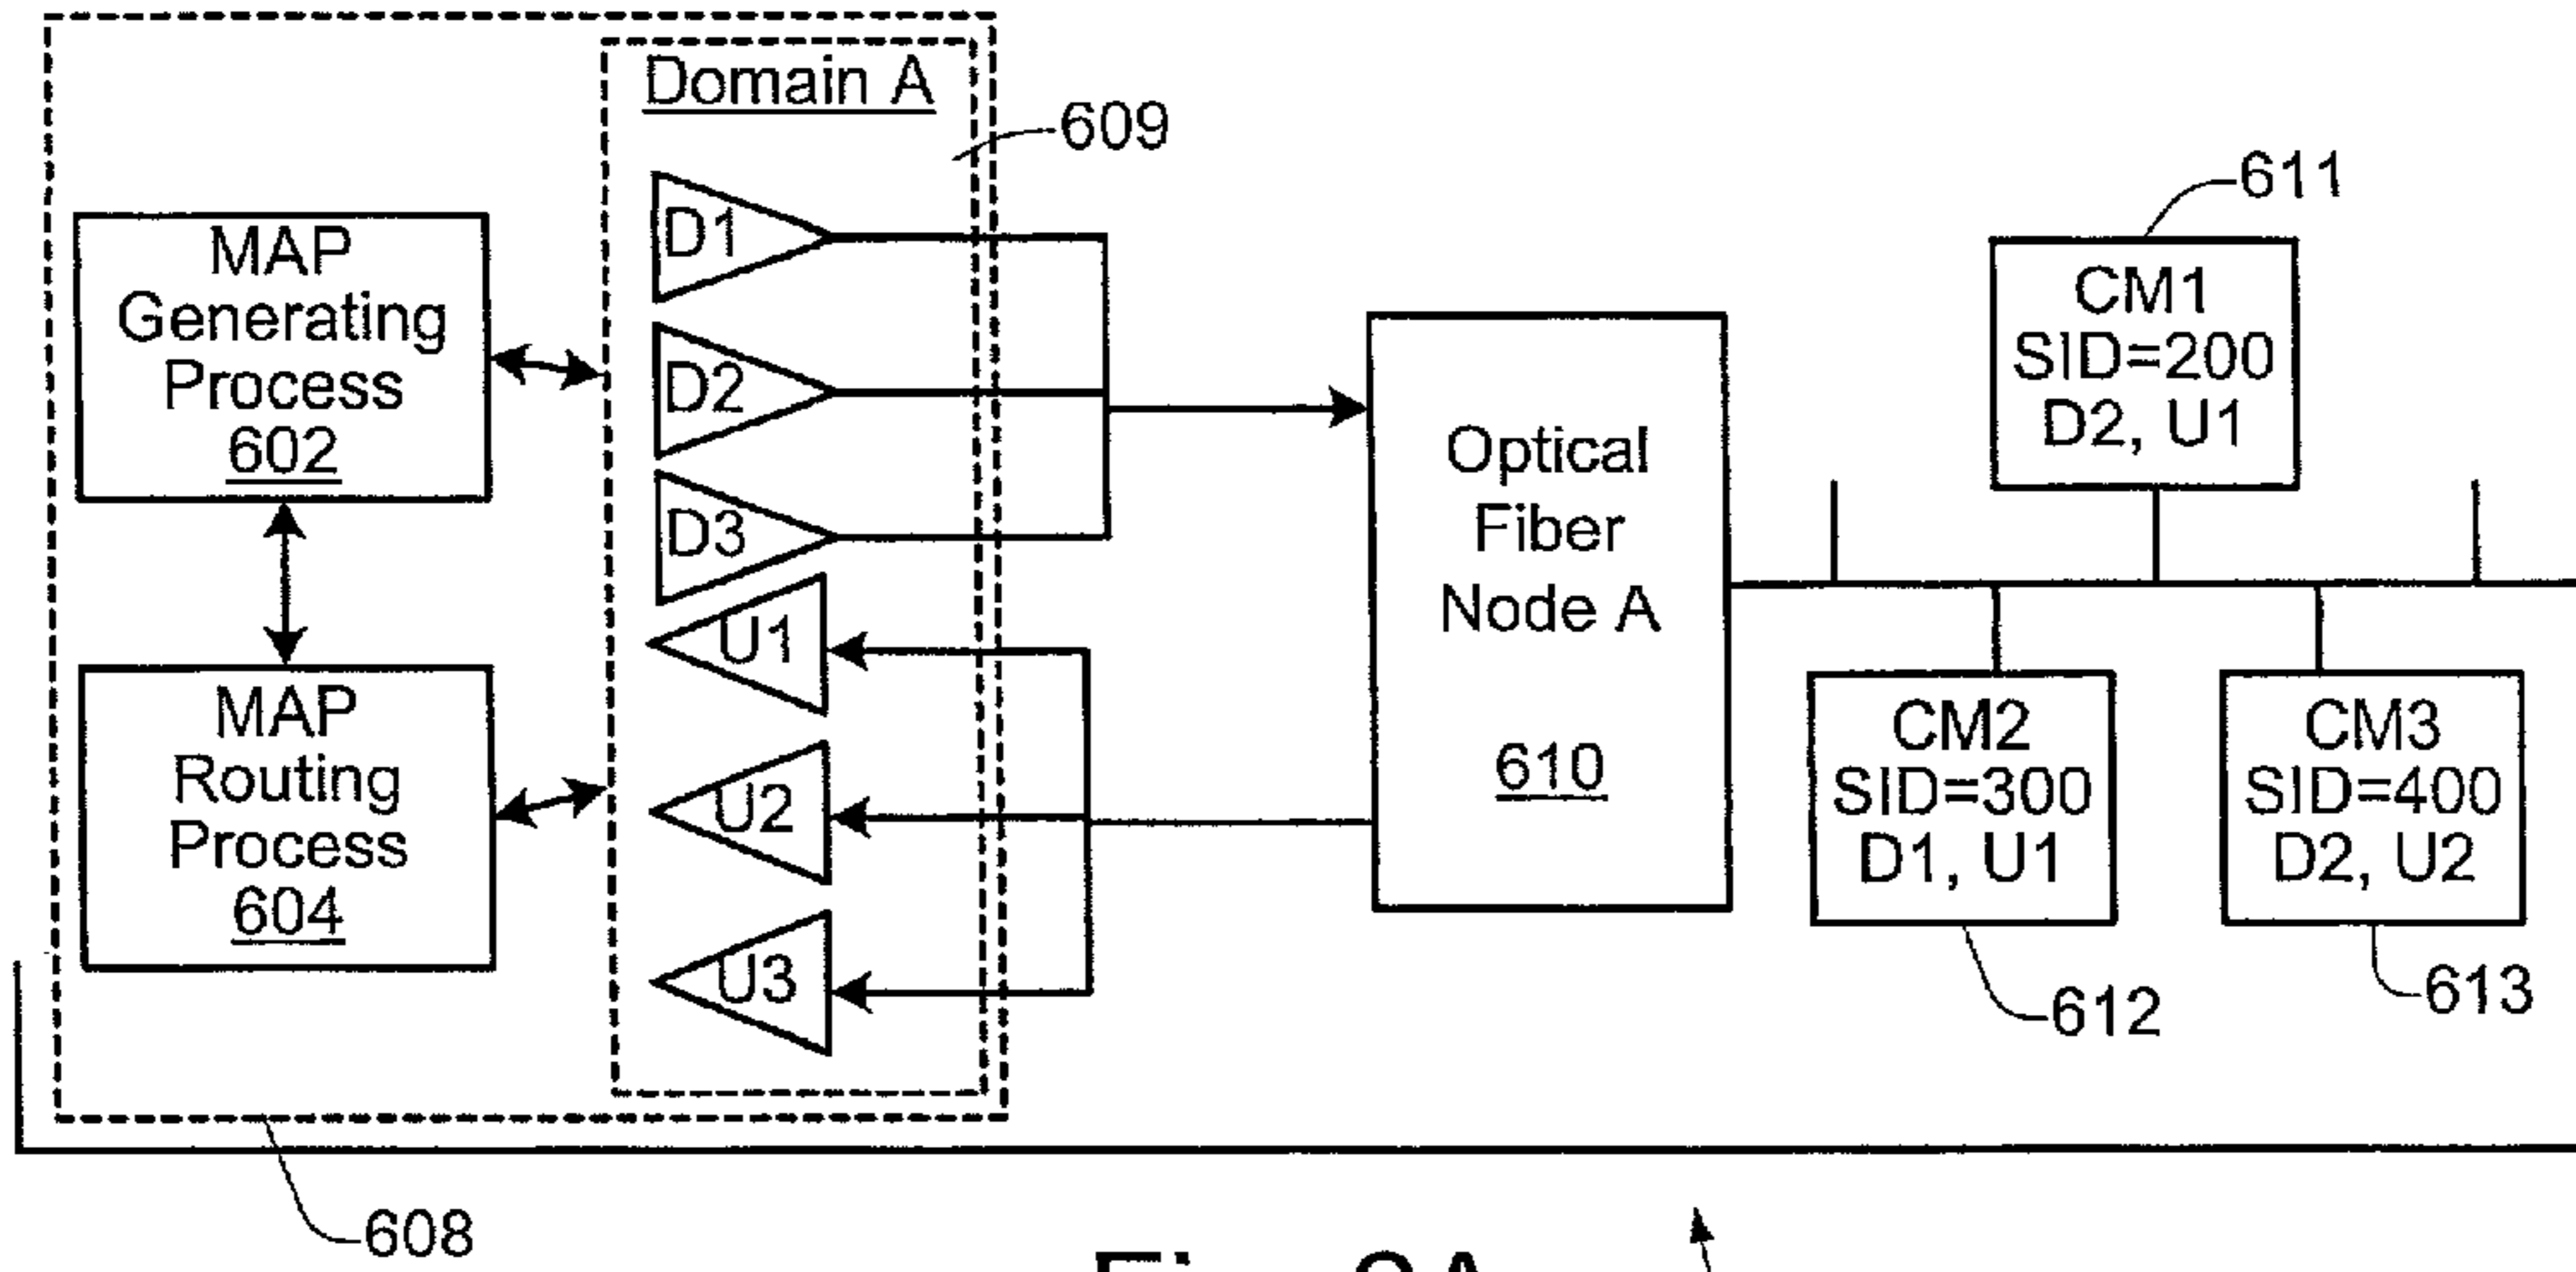 Domain A
609
D1
D2
D3
U1
U2
U3
MAP
Generating
Process
602
MAP
Routing
Process
604
608
Optical
Fiber
Node A
610
611
CM1
SID=200
D2, U1
CM2
SID=300
D1, U1
612
CM3
SID=400
D2, U2
613